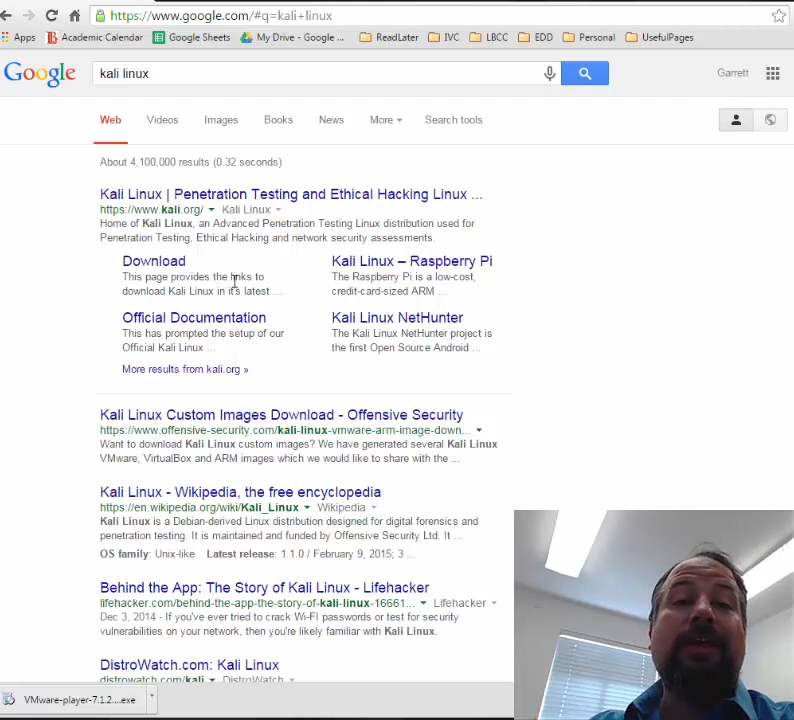 https://www.google.com/#q=kali+linux
Apps Academic Calendar Google Sheets My Drive - Google ... ReadLater IVC LBCC EDD Personal UsefulPages
Google kali linux Garrett
Web Videos Images Books News More Search tools
About 4,100,000 results (0.32 seconds)
Kali Linux | Penetration Testing and Ethical Hacking Linux ...
https://www.kali.org/ Kali Linux
Home of Kali Linux, an Advanced Penetration Testing Linux distribution used for
Penetration Testing, Ethical Hacking and network security assessments.
Download
This page provides the links to
download Kali Linux in it's latest ...
Kali Linux – Raspberry Pi
The Raspberry Pi is a low-cost,
credit-card-sized ARM ...
Official Documentation
This has prompted the setup of our
Official Kali Linux ...
Kali Linux NetHunter
The Kali Linux NetHunter project is
the first Open Source Android ...
More results from kali.org »
Kali Linux Custom Images Download - Offensive Security
https://www.offensive-security.com/kali-linux-vmware-arm-image-down...
Want to download Kali Linux custom images? We have generated several Kali Linux
VMware, VirtualBox and ARM images which we would like to share with the ...
Kali Linux - Wikipedia, the free encyclopedia
https://en.wikipedia.org/wiki/Kali_Linux Wikipedia
Kali Linux is a Debian-derived Linux distribution designed for digital forensics and
penetration testing. It is maintained and funded by Offensive Security Ltd. It ...
OS family: Unix-like Latest release: 1.1.0 / February 9, 2015; 3 ...
Behind the App: The Story of Kali Linux - Lifehacker
lifehacker.com/behind-the-app-the-story-of-kali-linux-16661... Lifehacker
Dec 3, 2014 - If you've ever tried to crack Wi-Fi passwords or test for security
vulnerabilities on your network, then you're likely familiar with Kali Linux.
DistroWatch.com: Kali Linux
distrowatch.com/kali DistroWatch
VMware-player-7.1.2....exe